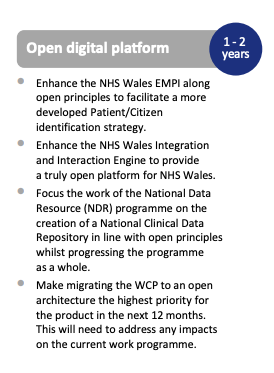 Open digital platform
1 - 2
years
Enhance the NHS Wales EMPI along
open principles to facilitate a more
developed Patient/Citizen
identification strategy.
Enhance the NHS Wales Integration
and Interaction Engine to provide
a truly open platform for NHS Wales.
Focus the work of the National Data
Resource (NDR) programme on the
creation of a National Clinical Data
Repository in line with open principles
whilst progressing the programme
as a whole.
Make migrating the WCP to an open
architecture the highest priority for
the product in the next 12 months.
This will need to address any impacts
on the current work programme.